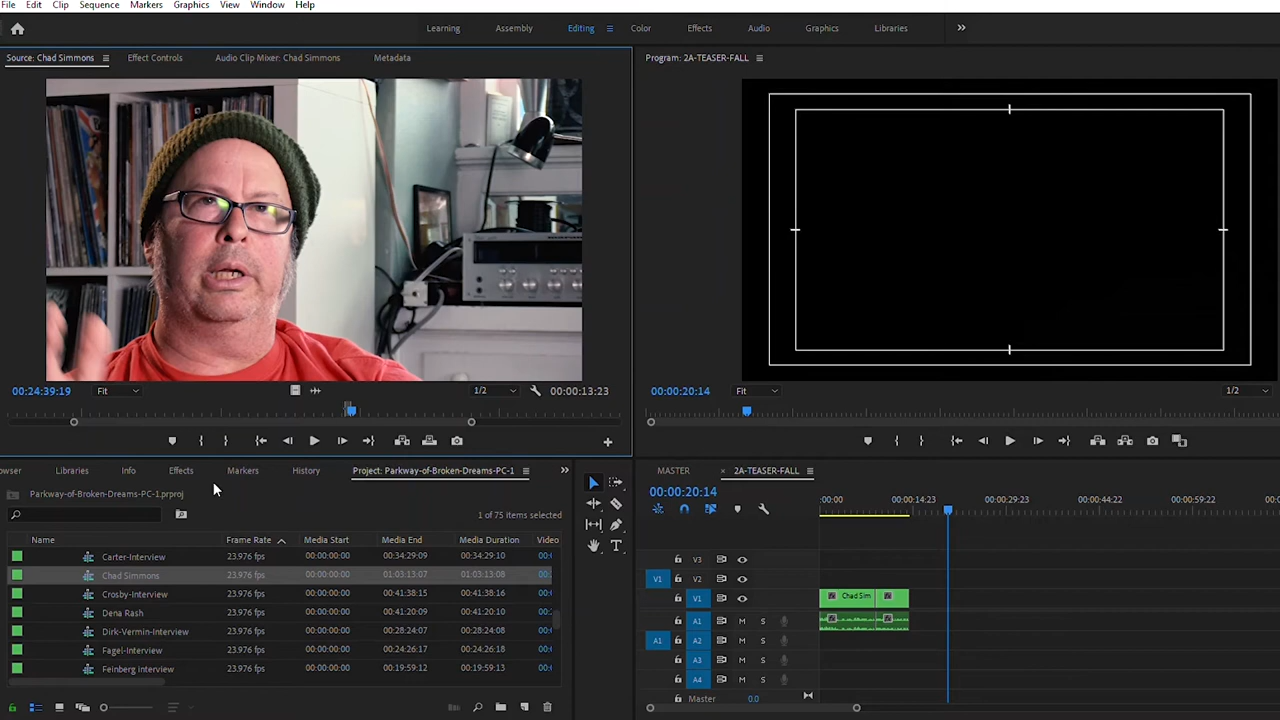 File Edit Clip Sequence Markers Graphics View Window Help
Learning Assembly Editing Color Effects Audio Graphics Libraries
Source: Chad Simmons Effect Controls Audio Clip Mixer: Chad Simmons Metadata
Program: 2A-TEASER-FALL
00:24:39:19 Fit 1/2 00:00:13:23
00:00:20:14 Fit 1/2
owser Libraries Info Effects Markers History Project: Parkway-of-Broken-Dreams-PC-1
Parkway-of-Broken-Dreams-PC-1.prproj
1 of 75 items selected
Name Frame Rate Media Start Media End Media Duration Video
Carter-Interview 23.976 fps 00:00:00:00 00:34:29:09 00:34:29:10 00:
Chad Simmons 23.976 fps 00:00:00:00 01:03:13:07 01:03:13:08 00:
Crosby-Interview 23.976 fps 00:00:00:00 00:41:38:15 00:41:38:16 00:
Dena Rash 23.976 fps 00:00:00:00 00:41:20:09 00:41:20:10 00:
Dirk-Vermin-Interview 23.976 fps 00:00:00:00 00:28:24:07 00:28:24:08 00:
Fagel-Interview 23.976 fps 00:00:00:00 00:24:26:17 00:24:26:18 00:
Feinberg Interview 23.976 fps 00:00:00:00 00:19:59:12 00:19:59:13 00:
MASTER × 2A-TEASER-FALL
00:00:20:14
:00:00 00:00:14:23 00:00:29:23 00:00:44:22 00:00:59:22 00:
V3
V1 V2
V1 Chad Sim
A1 M S
A1 A2 M S
A3 M S
A4 M S
Master 0.0